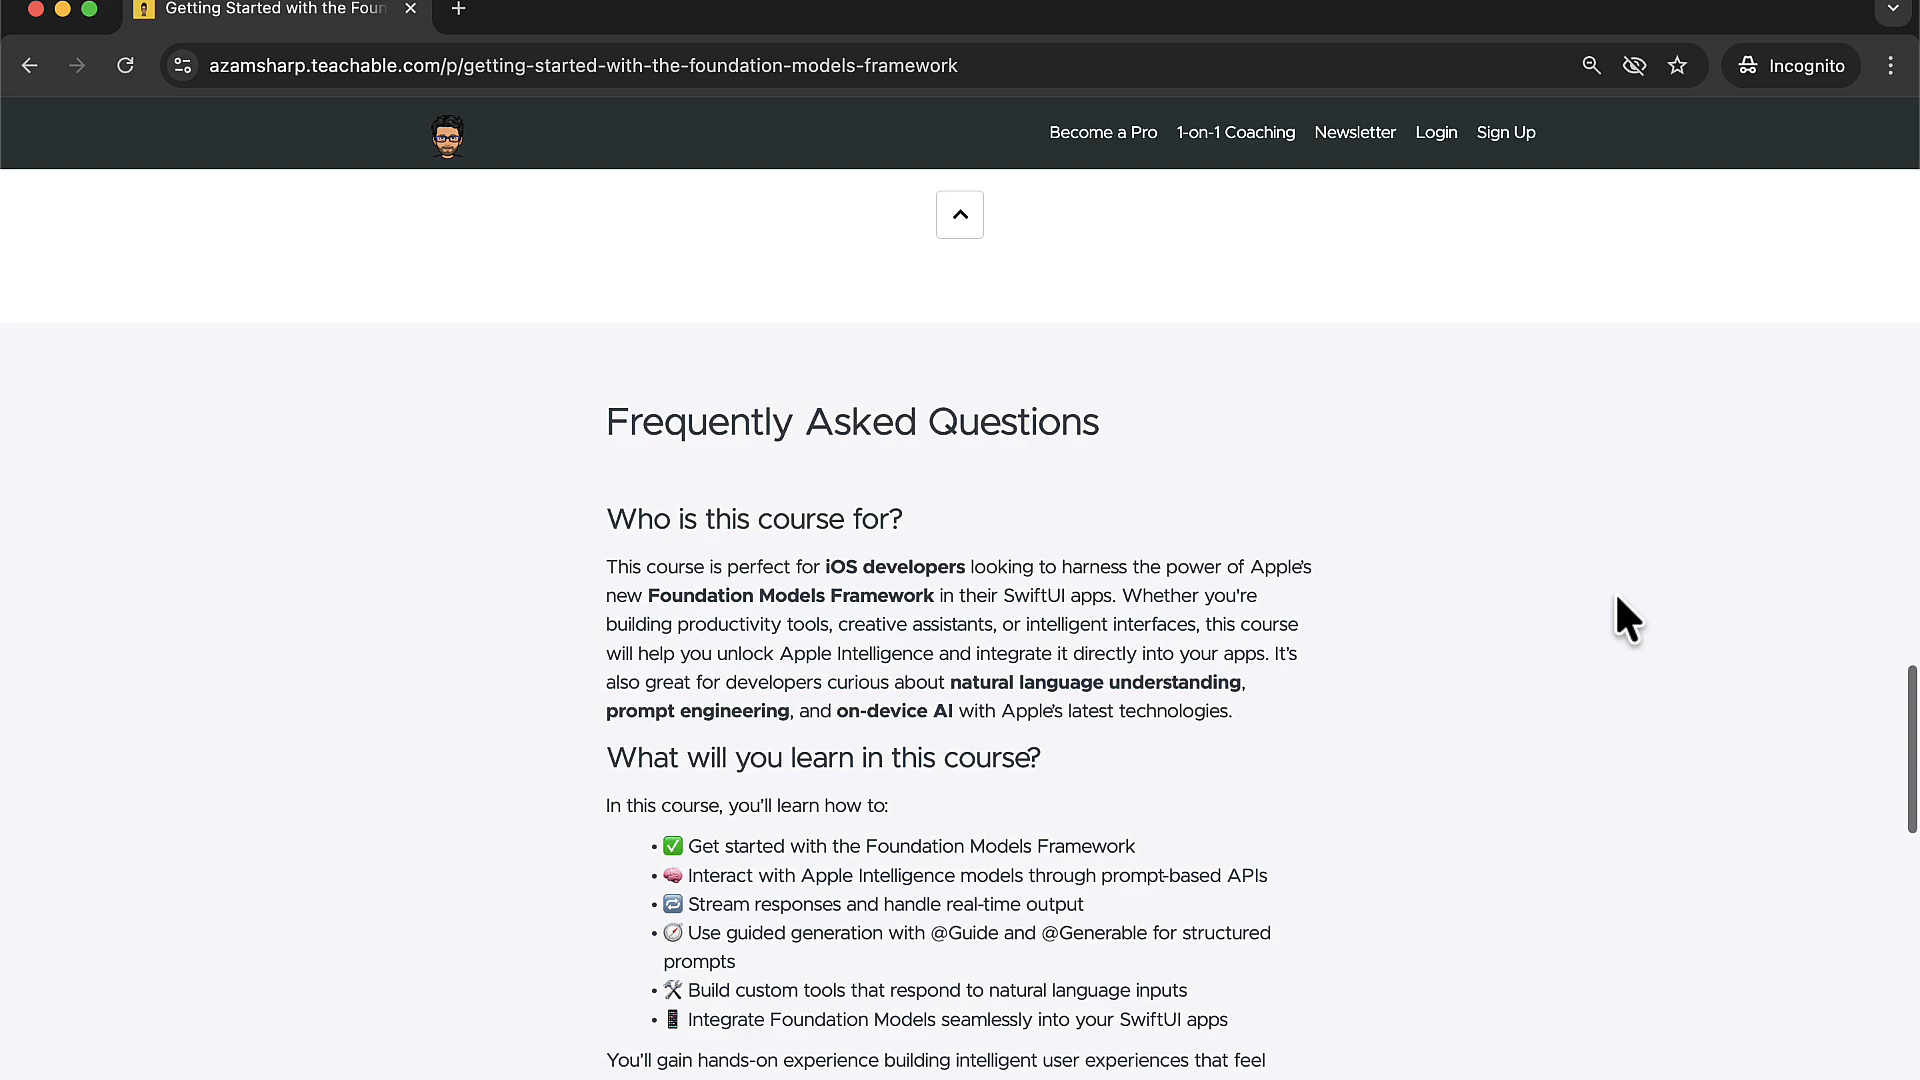 Getting Started with the Foun
azamsharp.teachable.com/p/getting-started-with-the-foundation-models-framework
Incognito
Become a Pro 1-on-1 Coaching Newsletter Login Sign Up
Frequently Asked Questions
Who is this course for?
This course is perfect for iOS developers looking to harness the power of Apple’s
new Foundation Models Framework in their SwiftUI apps. Whether you're
building productivity tools, creative assistants, or intelligent interfaces, this course
will help you unlock Apple Intelligence and integrate it directly into your apps. It’s
also great for developers curious about natural language understanding,
prompt engineering, and on-device AI with Apple’s latest technologies.
What will you learn in this course?
In this course, you’ll learn how to:
• ✅ Get started with the Foundation Models Framework
• 🧠 Interact with Apple Intelligence models through prompt-based APIs
• 🔁 Stream responses and handle real-time output
• 🧭 Use guided generation with @Guide and @Generable for structured
prompts
• 🛠 Build custom tools that respond to natural language inputs
• 📱 Integrate Foundation Models seamlessly into your SwiftUI apps
You’ll gain hands-on experience building intelligent user experiences that feel